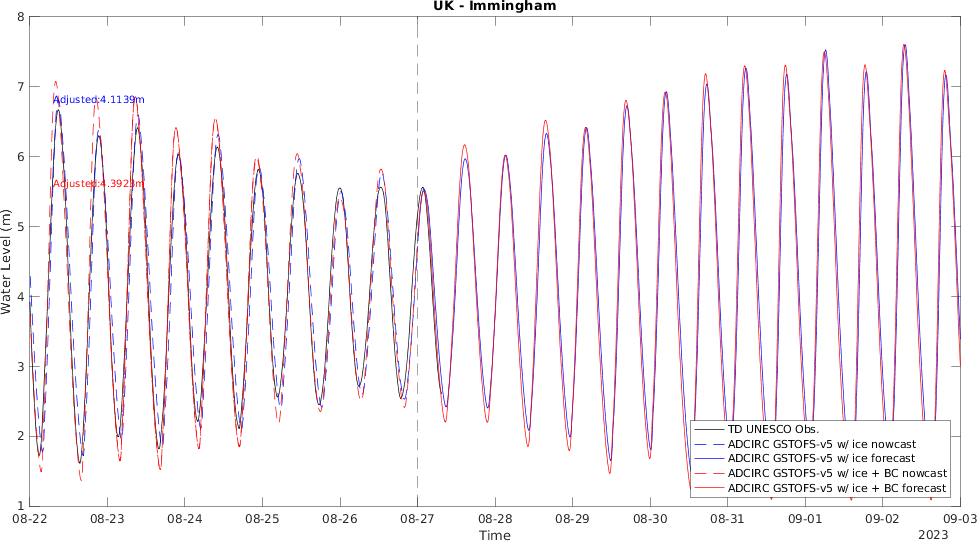 UK - Immingham
8
7
6
5
4
3
2
1
Water Level (m)
Adjusted:4.1139m
Adjusted:4.3923m
TD UNESCO Obs.
ADCIRC GSTOFS-v5 w/ ice nowcast
ADCIRC GSTOFS-v5 w/ ice forecast
ADCIRC GSTOFS-v5 w/ ice + BC nowcast
ADCIRC GSTOFS-v5 w/ ice + BC forecast
08-22 08-23 08-24 08-25 08-26 08-27 08-28 08-29 08-30 08-31 09-01 09-02 09-03
Time
2023